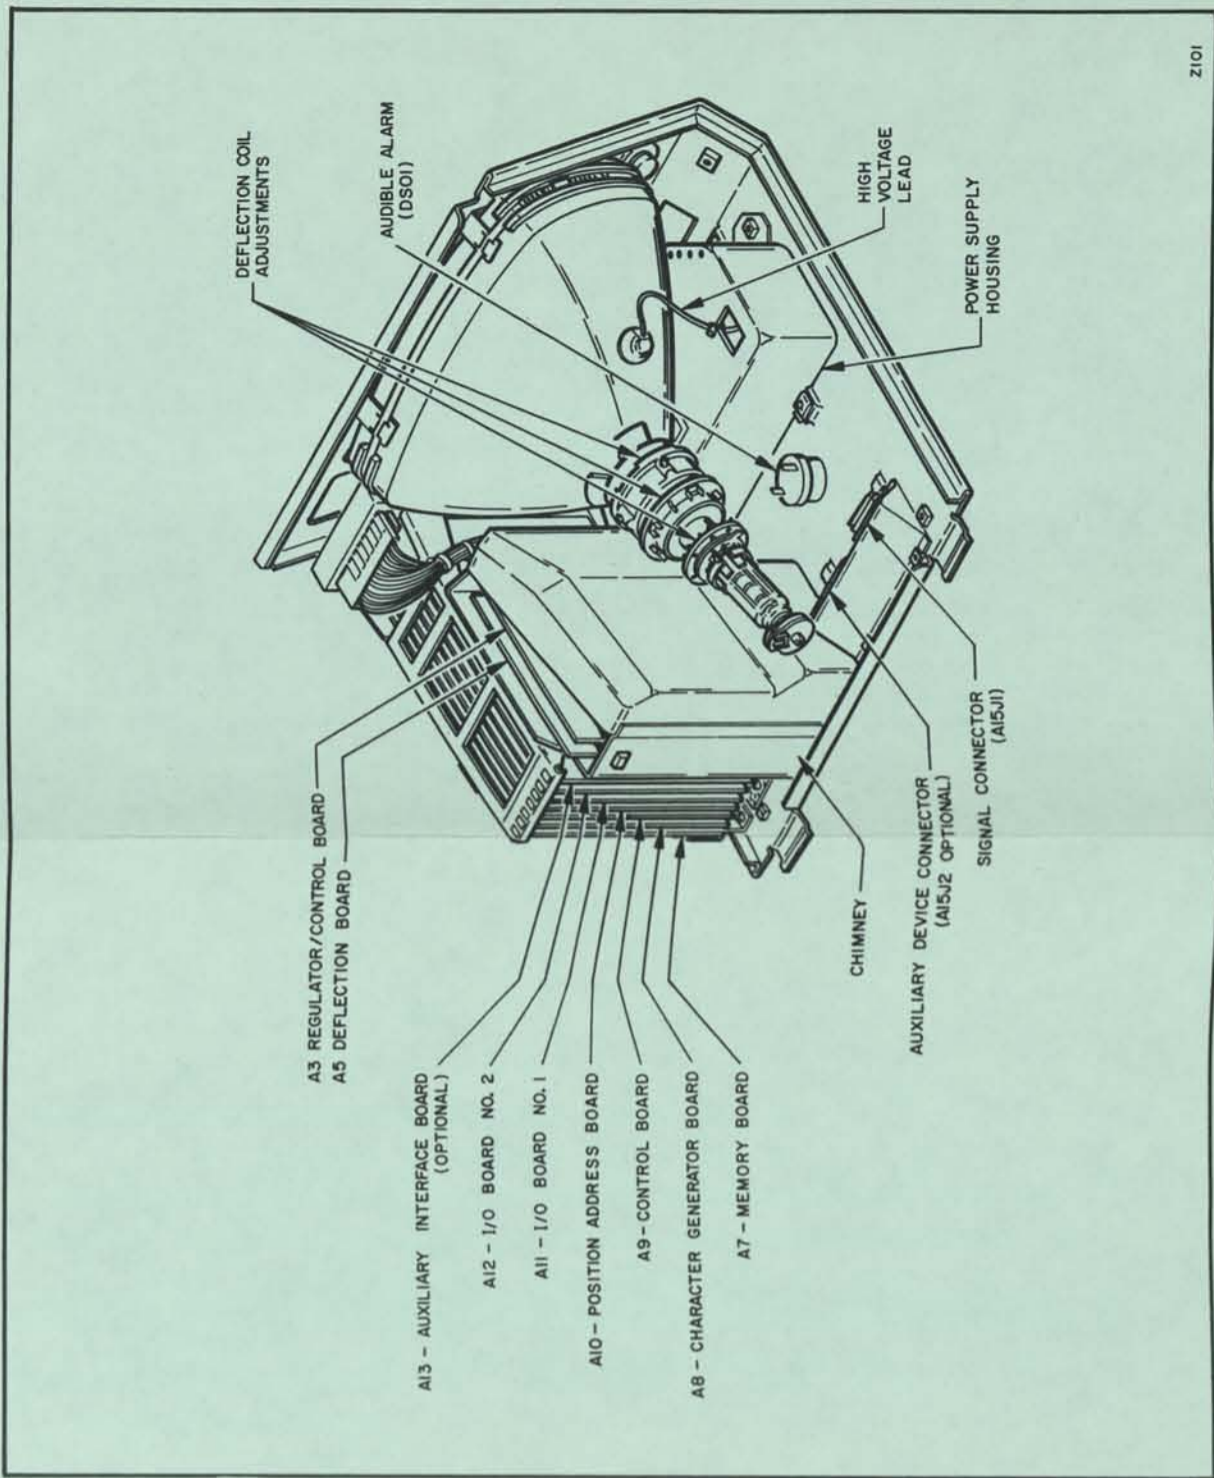 DEFLECTION COIL
ADJUSTMENTS
AUDIBLE ALARM
(DS01)
HIGH
VOLTAGE
LEAD
POWER SUPPLY
HOUSING
A3 REGULATOR/CONTROL BOARD
A5 DEFLECTION BOARD
A13 - AUXILIARY INTERFACE BOARD
(OPTIONAL)
A12 - I/O BOARD NO. 2
A11 - I/O BOARD NO. 1
A10 - POSITION ADDRESS BOARD
A9 - CONTROL BOARD
A8 - CHARACTER GENERATOR BOARD
A7 - MEMORY BOARD
CHIMNEY
AUXILIARY DEVICE CONNECTOR
(A15J2 OPTIONAL)
SIGNAL CONNECTOR
(A15J1)
Z101